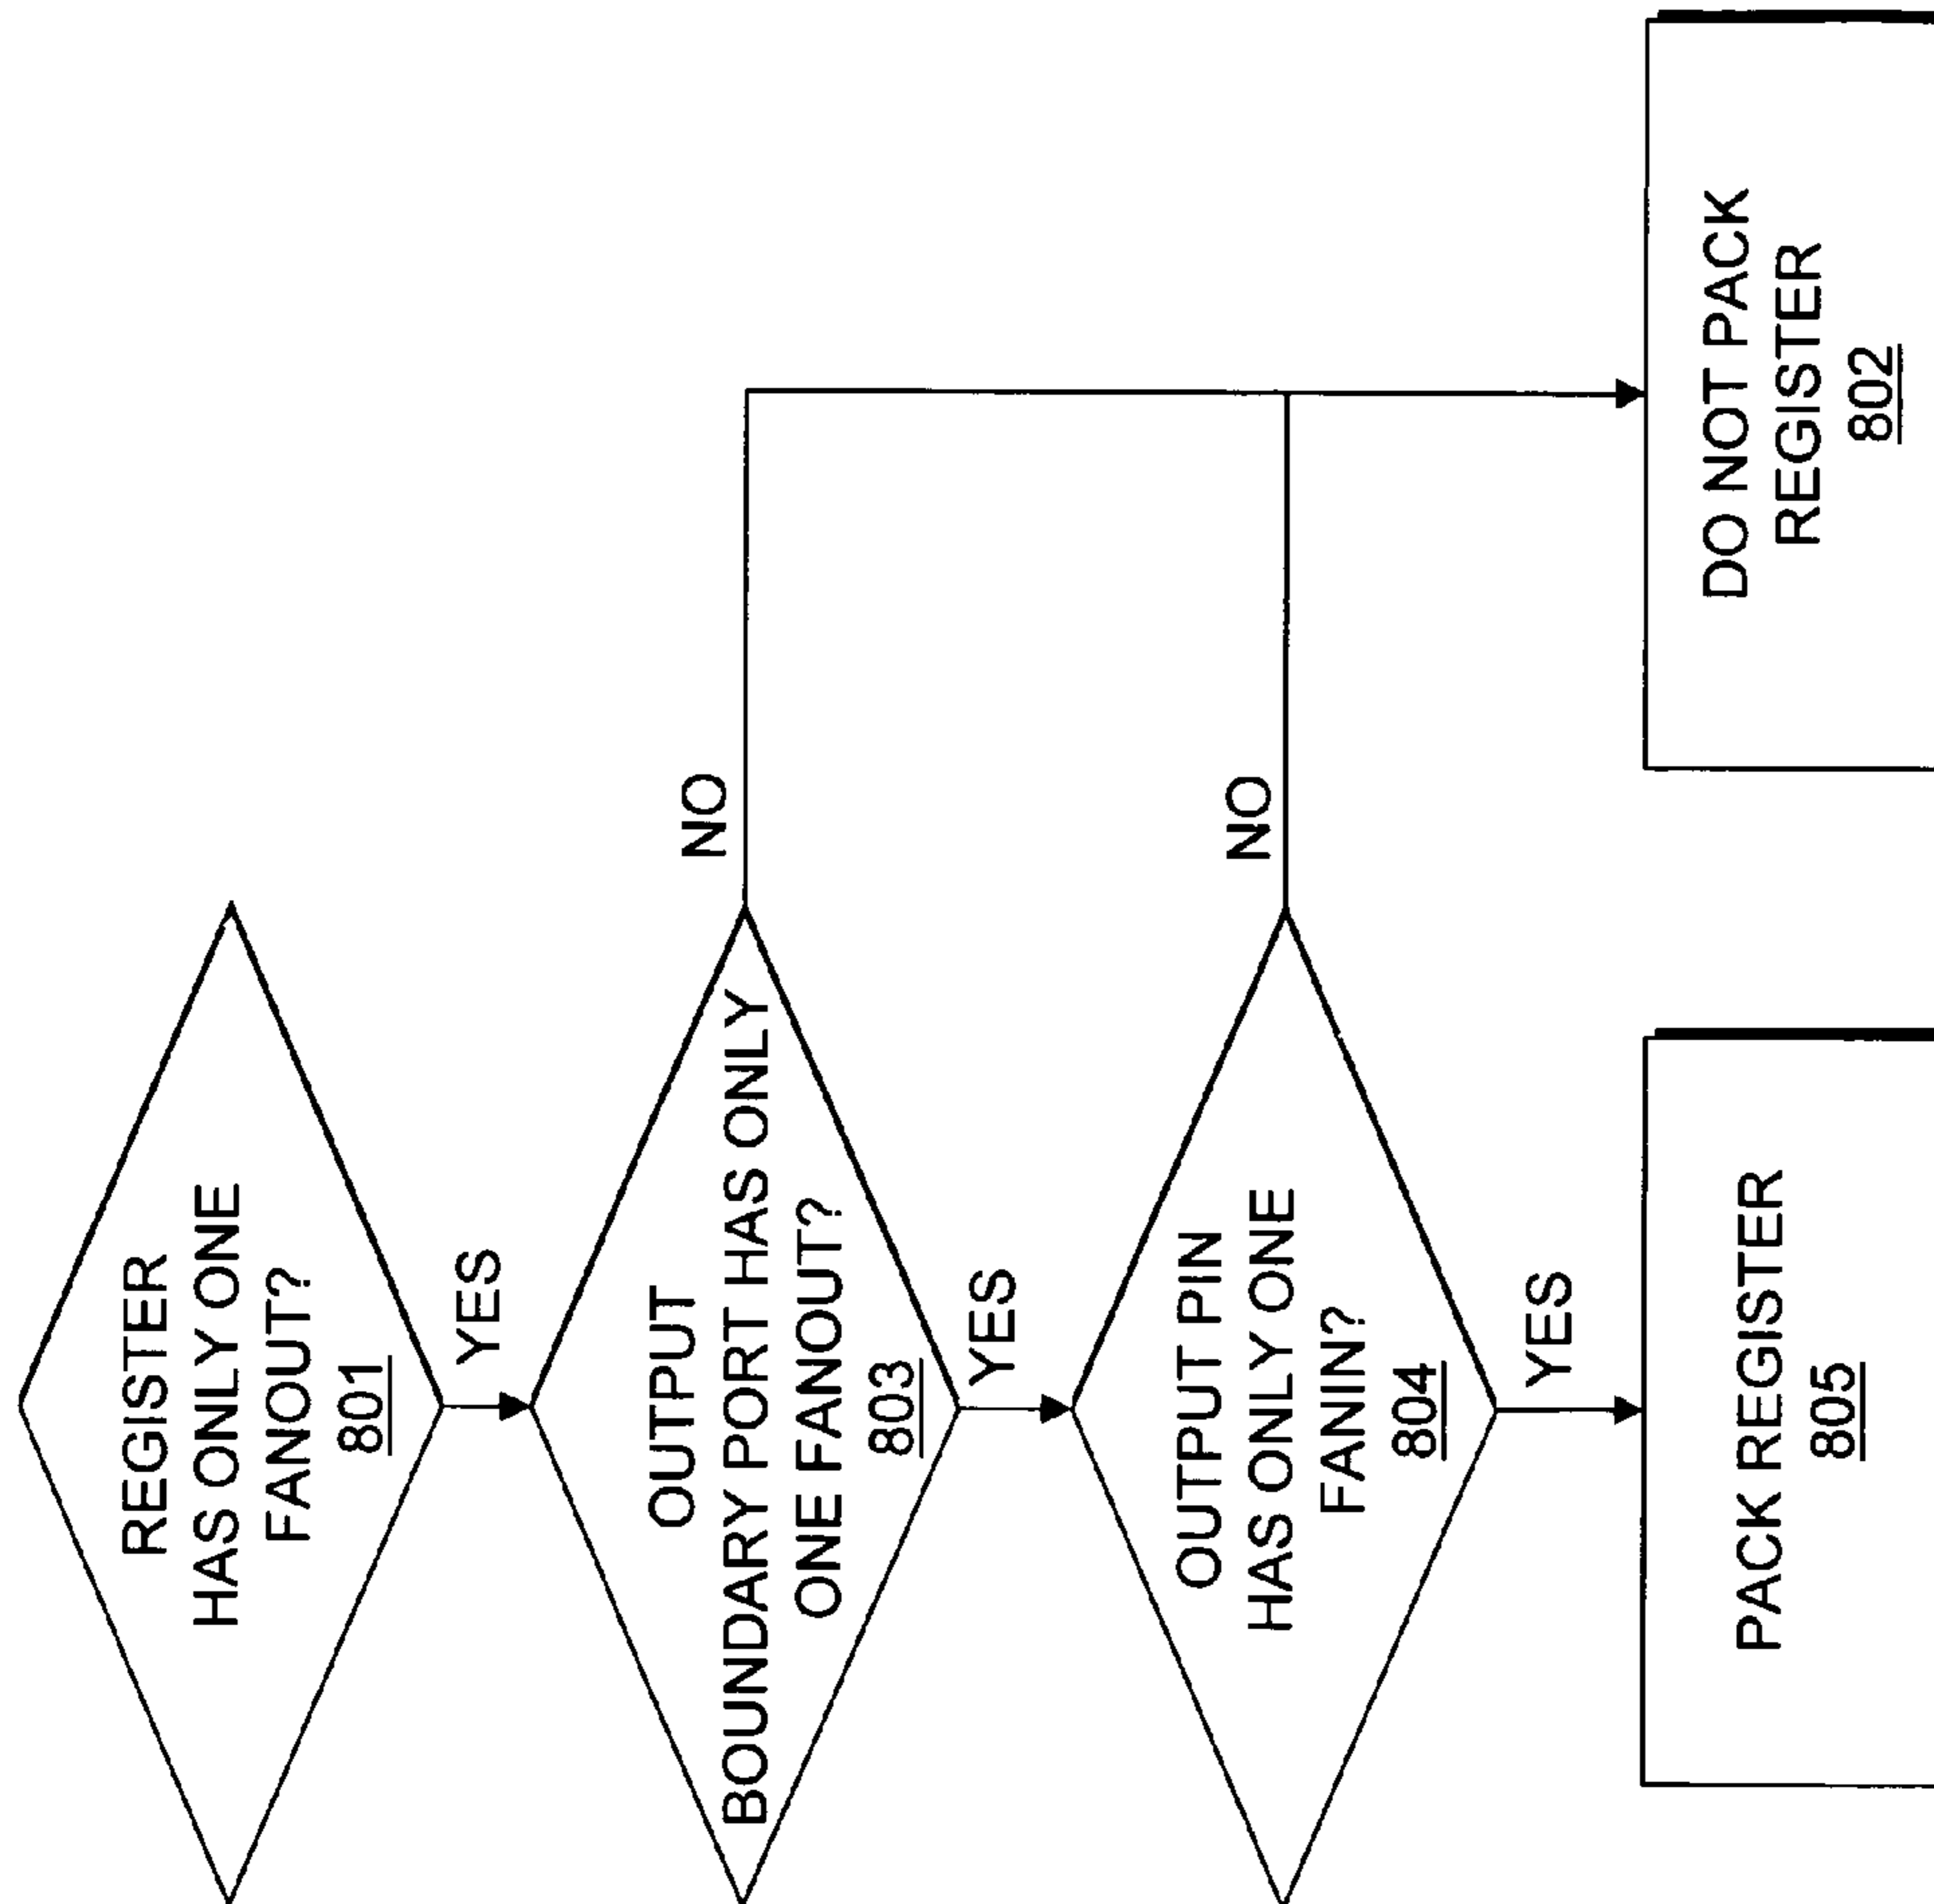 REGISTER
HAS ONLY ONE
FANOUT?
801
YES
OUTPUT
BOUNDARY PORT HAS ONLY
ONE FANOUT?
803
NO
YES
OUTPUT PIN
HAS ONLY ONE
FANIN?
804
NO
YES
PACK REGISTER
805
DO NOT PACK
REGISTER
802